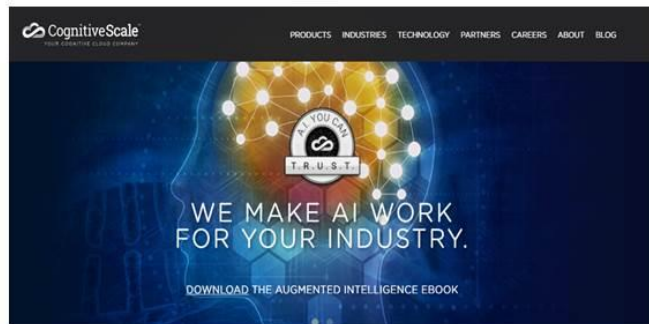 CognitiveScale
YOUR COGNITIVE CLOUD COMPANY
PRODUCTS INDUSTRIES TECHNOLOGY PARTNERS CAREERS ABOUT BLOG
A.I. YOU CAN
T.R.U.S.T.
WE MAKE AI WORK
FOR YOUR INDUSTRY.
DOWNLOAD THE AUGMENTED INTELLIGENCE EBOOK